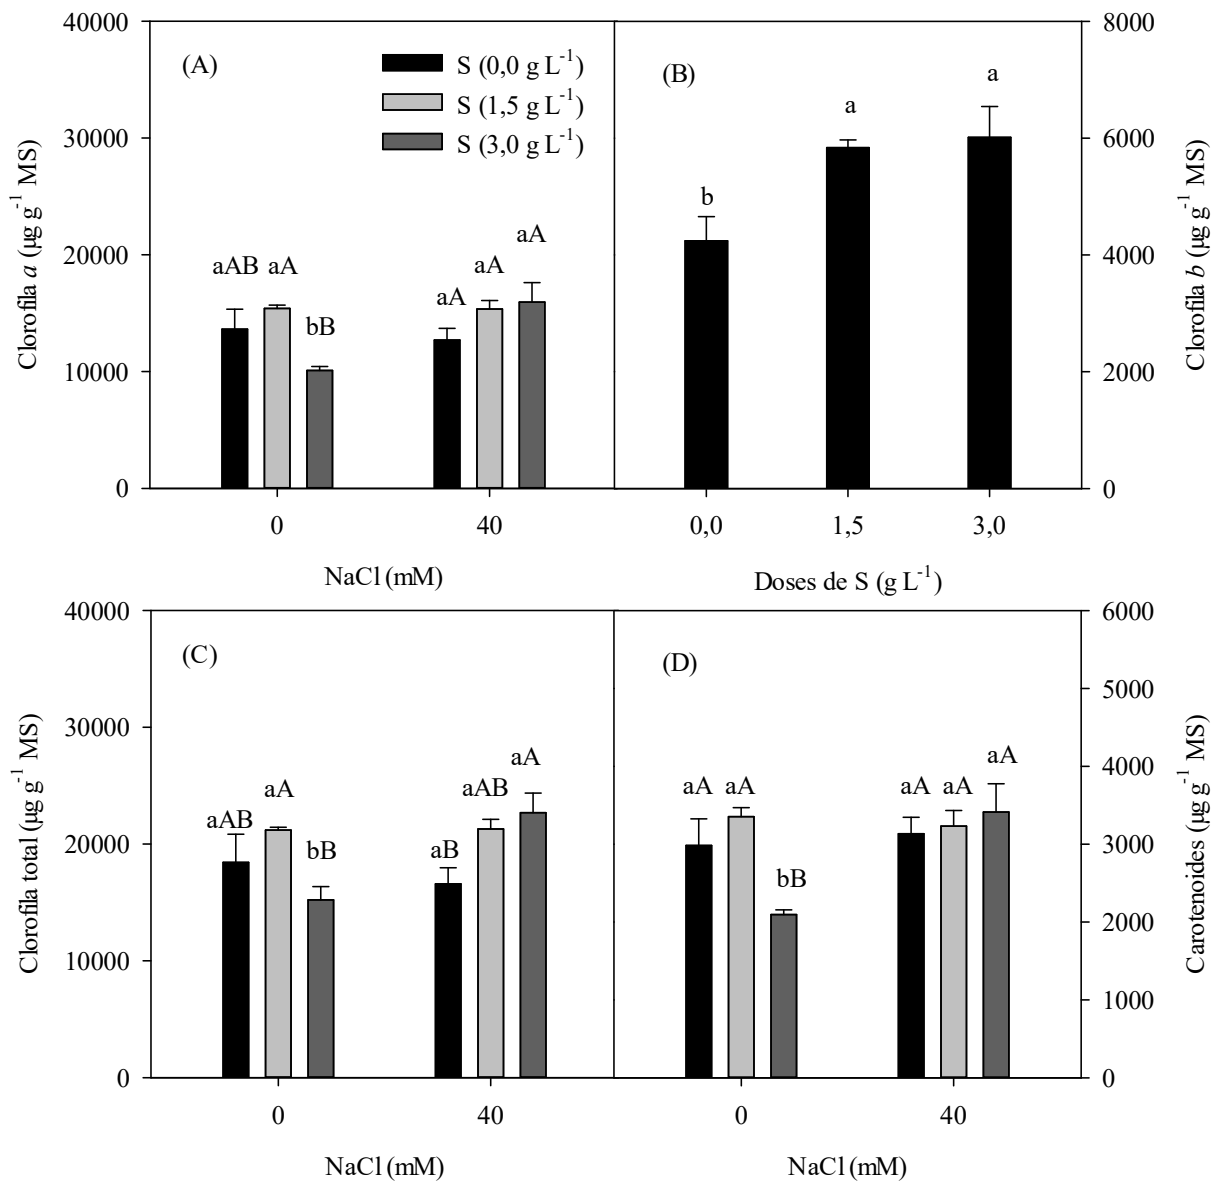 40000
30000
20000
10000
0
Clorofila a (µg g-1 MS)
(A)
S (0,0 g L-1)
S (1,5 g L-1)
S (3,0 g L-1)
aAB
aA
bB
aA
aA
aA
0
40
NaCl (mM)
(B)
b
a
a
8000
6000
4000
2000
0
Clorofila b (µg g-1 MS)
0,0
1,5
3,0
Doses de S (g L-1)
40000
30000
20000
10000
0
Clorofila total (µg g-1 MS)
(C)
aAB
aA
bB
aB
aAB
aA
0
40
NaCl (mM)
(D)
aA
aA
bB
aA
aA
aA
6000
5000
4000
3000
2000
1000
0
Carotenoides (µg g-1 MS)
0
40
NaCl (mM)